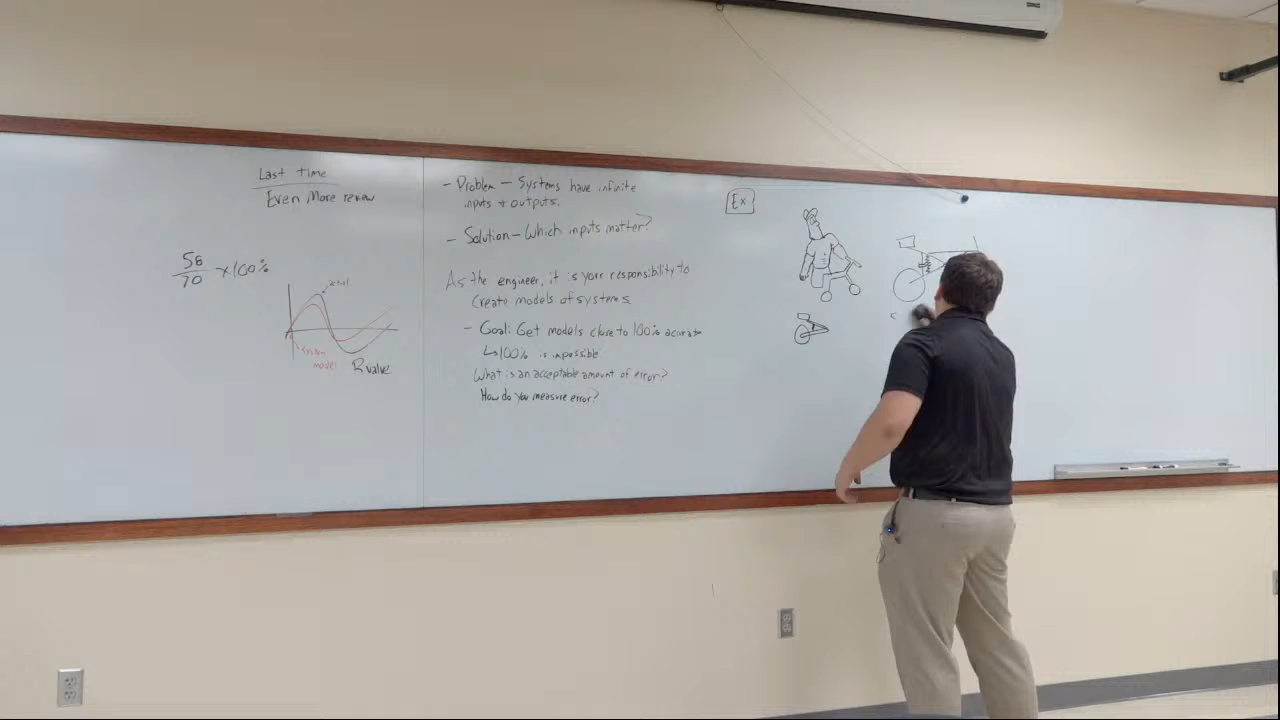 Last time
Even More review
58
70
x100%
actual
system
model
R value
- Problem - Systems have infinite
inputs + outputs.
- Solution - Which inputs matter?
As the engineer, it is your responsibility to
create models of systems.
- Goal: Get models close to 100% accurate
↳100% is impossible
What is an acceptable amount of error?
How do you measure error?
Ex